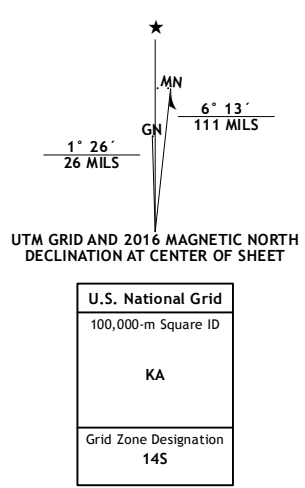 ★
MN
6° 13´
111 MILS
GN
1° 26´
26 MILS
UTM GRID AND 2016 MAGNETIC NORTH
DECLINATION AT CENTER OF SHEET
U.S. National Grid
100,000-m Square ID
KA
Grid Zone Designation
14S